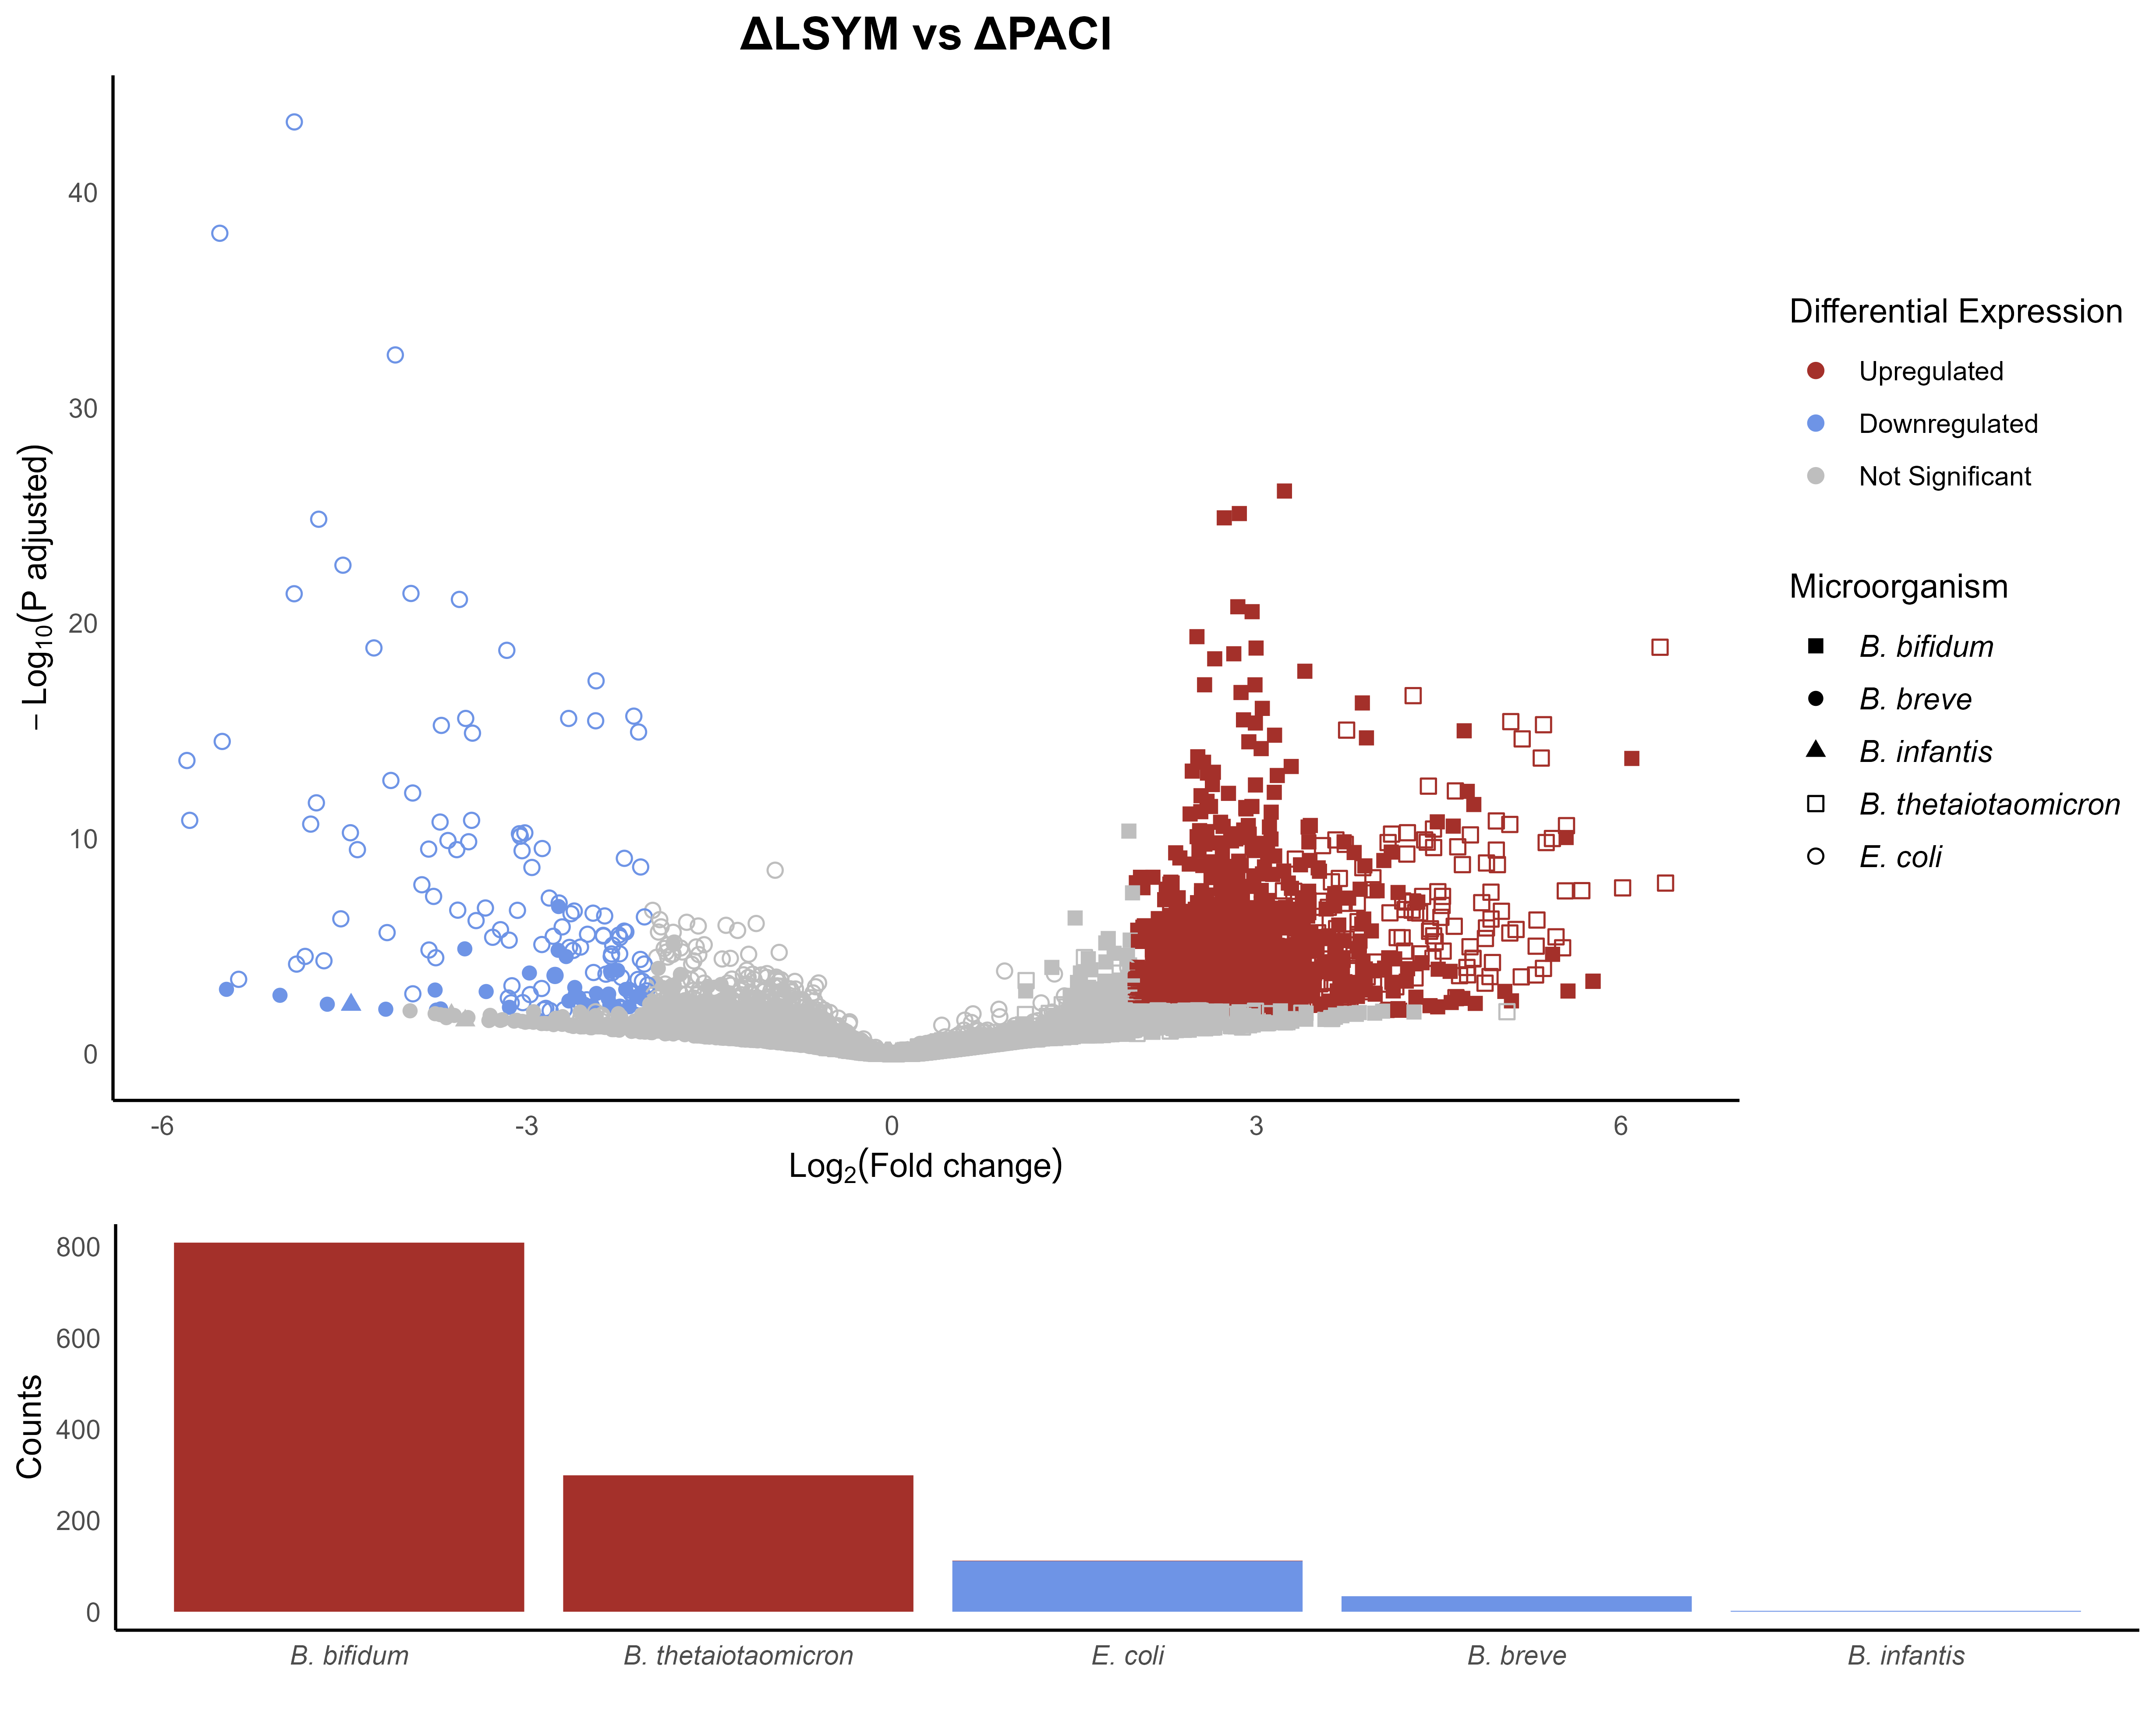 ΔLSYM vs ΔPACI
− Log10(P adjusted)
40
30
20
10
0
-6 -3 0 3 6
Log2(Fold change)
Differential Expression
Upregulated
Downregulated
Not Significant
Microorganism
B. bifidum
B. breve
B. infantis
B. thetaiotaomicron
E. coli
Counts
800
600
400
200
0
B. bifidum B. thetaiotaomicron E. coli B. breve B. infantis